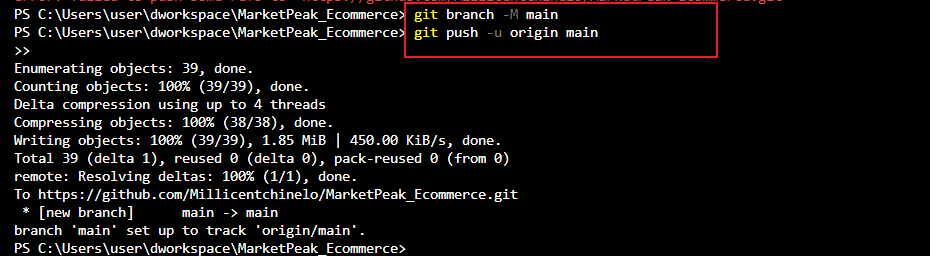 PS C:\Users\user\dworkspace\MarketPeak_Ecommerce> git branch -M main
PS C:\Users\user\dworkspace\MarketPeak_Ecommerce> git push -u origin main
>>
Enumerating objects: 39, done.
Counting objects: 100% (39/39), done.
Delta compression using up to 4 threads
Compressing objects: 100% (38/38), done.
Writing objects: 100% (39/39), 1.85 MiB | 450.00 KiB/s, done.
Total 39 (delta 1), reused 0 (delta 0), pack-reused 0 (from 0)
remote: Resolving deltas: 100% (1/1), done.
To https://github.com/Millicentchinelo/MarketPeak_Ecommerce.git
 * [new branch]      main -> main
branch 'main' set up to track 'origin/main'.
PS C:\Users\user\dworkspace\MarketPeak_Ecommerce>